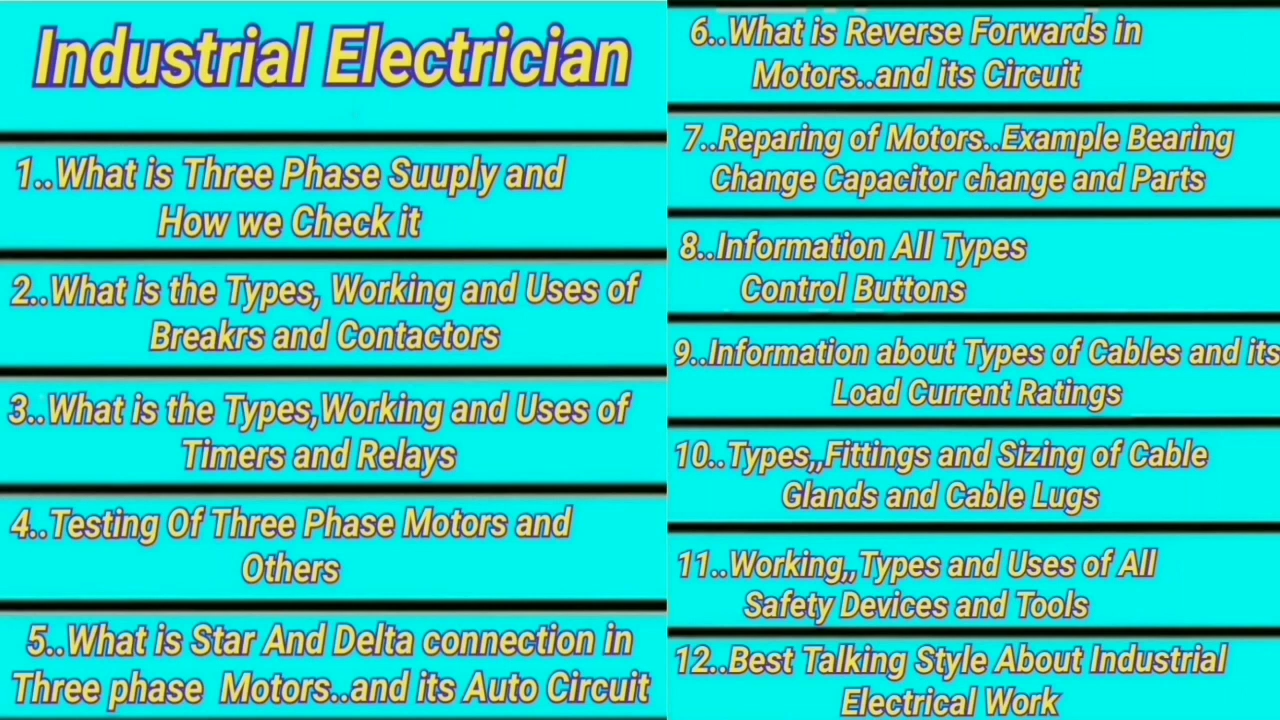 Industrial Electrician
1..What is Three Phase Suuply and
How we Check it
2..What is the Types, Working and Uses of
Breakrs and Contactors
3..What is the Types,Working and Uses of
Timers and Relays
4..Testing Of Three Phase Motors and
Others
5..What is Star And Delta connection in
Three phase Motors..and its Auto Circuit
6..What is Reverse Forwards in
Motors..and its Circuit
7..Reparing of Motors..Example Bearing
Change Capacitor change and Parts
8..Information All Types
Control Buttons
9..Information about Types of Cables and its
Load Current Ratings
10..Types,,Fittings and Sizing of Cable
Glands and Cable Lugs
11..Working,,Types and Uses of All
Safety Devices and Tools
12..Best Talking Style About Industrial
Electrical Work